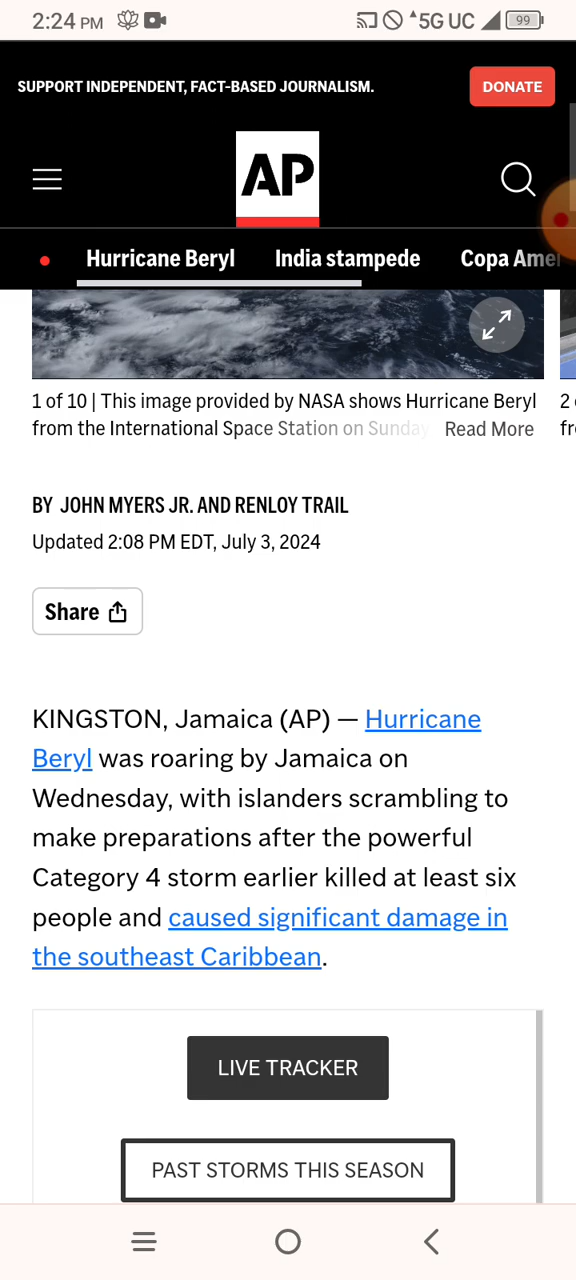 2:24 PM 5G UC 99
SUPPORT INDEPENDENT, FACT-BASED JOURNALISM. DONATE
AP
Hurricane Beryl India stampede Copa Ame
1 of 10 | This image provided by NASA shows Hurricane Beryl 2
from the International Space Station on Sunday Read More fr
BY JOHN MYERS JR. AND RENLOY TRAIL
Updated 2:08 PM EDT, July 3, 2024
Share
KINGSTON, Jamaica (AP) — Hurricane
Beryl was roaring by Jamaica on
Wednesday, with islanders scrambling to
make preparations after the powerful
Category 4 storm earlier killed at least six
people and caused significant damage in
the southeast Caribbean.
LIVE TRACKER
PAST STORMS THIS SEASON